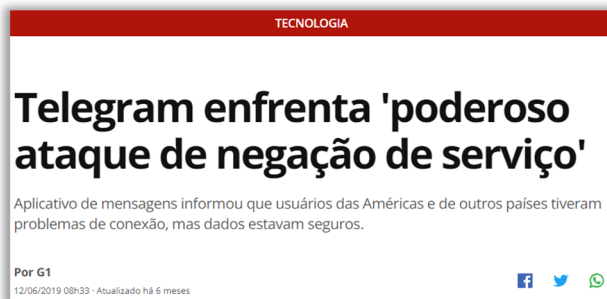 TECNOLOGIA
Telegram enfrenta 'poderoso
ataque de negação de serviço'
Aplicativo de mensagens informou que usuários das Américas e de outros países tiveram
problemas de conexão, mas dados estavam seguros.
Por G1
12/06/2019 08h33 · Atualizado há 6 meses